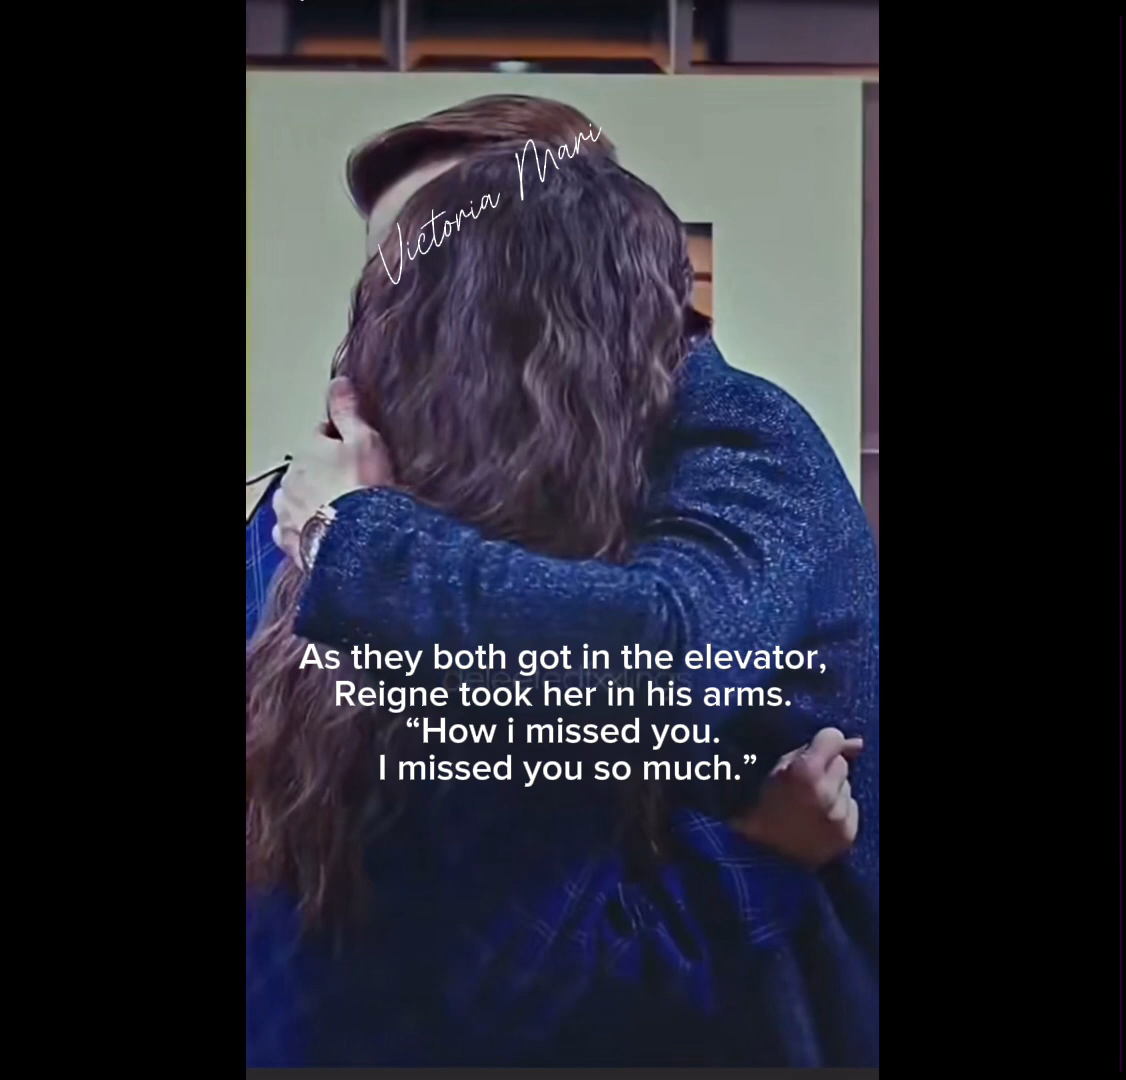 Victoria Mari
As they both got in the elevator,
Reigne took her in his arms.
“How i missed you.
I missed you so much.”